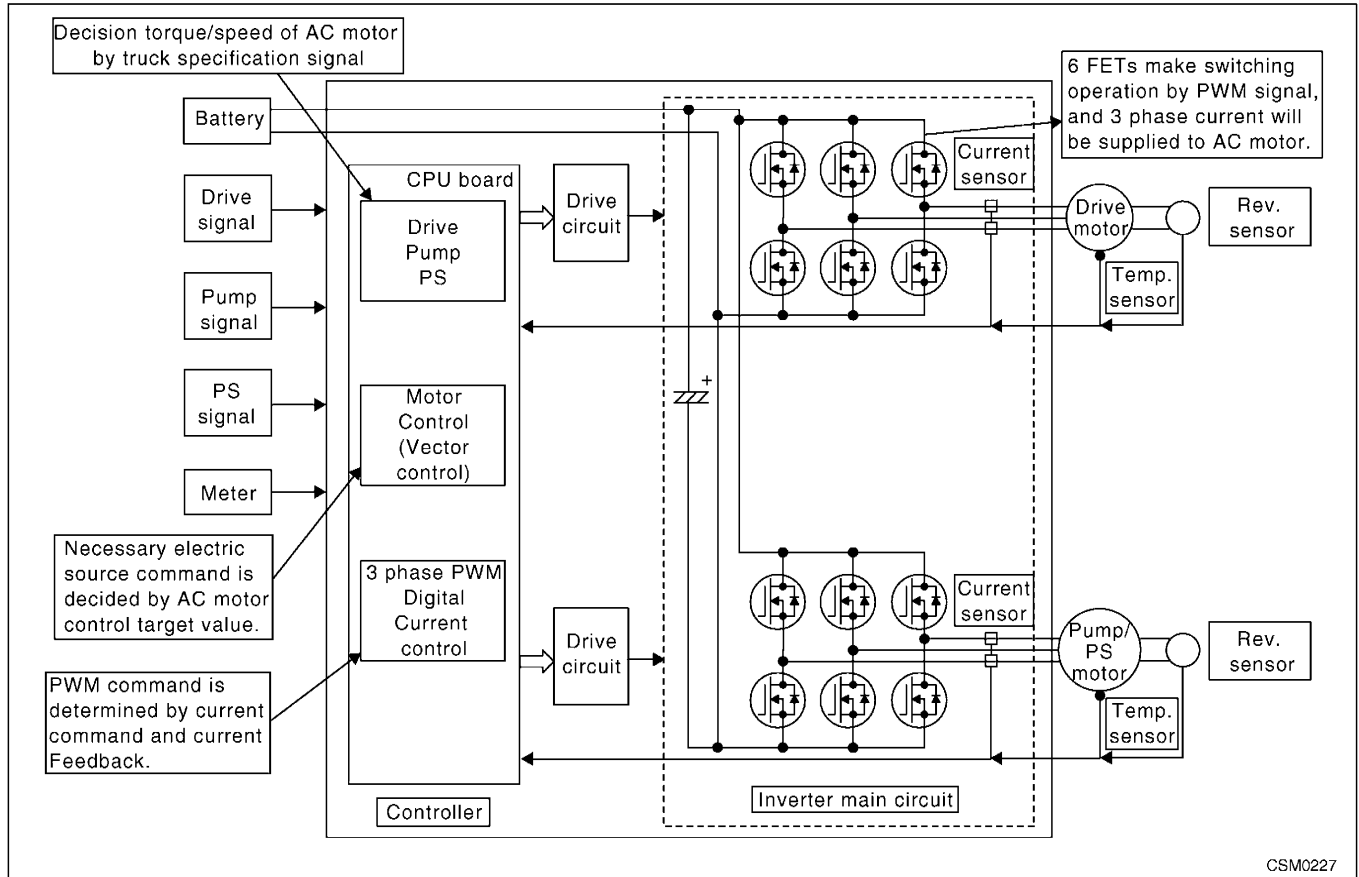 Decision torque/speed of AC motor
by truck specification signal
6 FETs make switching
operation by PWM signal,
and 3 phase current will
be supplied to AC motor.
Battery
Drive
signal
Pump
signal
PS
signal
Meter
CPU board
Drive
Pump
PS
Motor
Control
(Vector
control)
3 phase PWM
Digital
Current
control
Drive
circuit
Drive
circuit
Current
sensor
Drive
motor
Rev.
sensor
Temp.
sensor
+
Necessary electric
source command is
decided by AC motor
control target value.
PWM command is
determined by current
command and current
Feedback.
Current
sensor
Pump/
PS
motor
Rev.
sensor
Temp.
sensor
Controller
Inverter main circuit
CSM0227